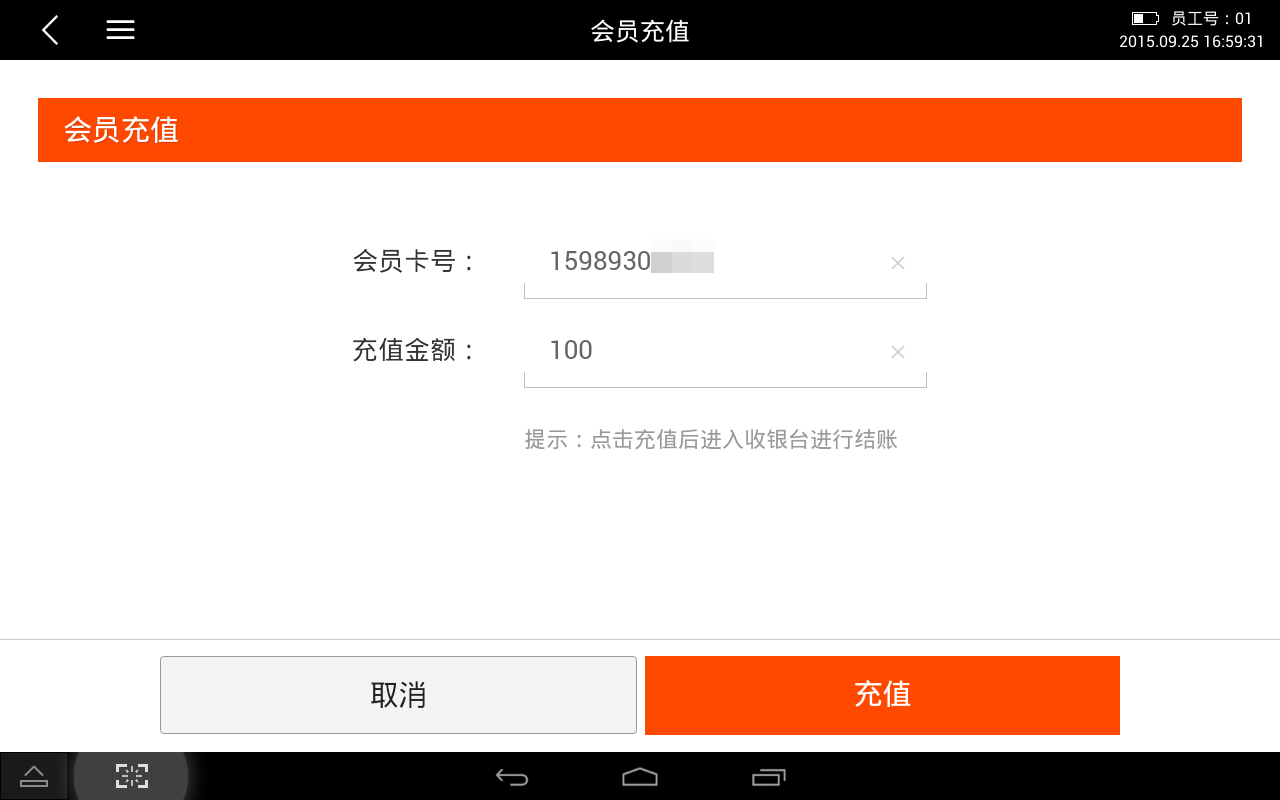 会员充值
员工号：01
2015.09.25 16:59:31
会员充值
会员卡号： 1598930
充值金额： 100
提示：点击充值后进入收银台进行结账
取消 充值